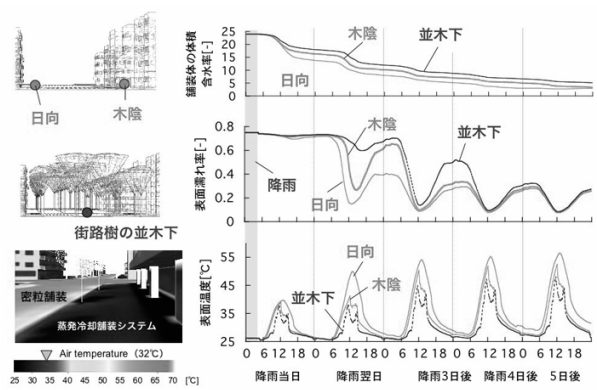 日向
木陰
街路樹の並木下
密粒舗装
蒸発冷却舗装システム
Air temperature（32℃）
25 30 35 40 45 50 55 60 65 70 [℃]
舗装体の体積
含水率[-]
25
20
15
10
5
0
木陰
並木下
日向
表面濡れ率[-]
0.8
0.6
0.4
0.2
0
降雨
日向
木陰
並木下
表面温度[℃]
55
45
35
25
日向
木陰
並木下
0 6 12 18 0 6 12 18 0 6 12 18 0 6 12 18 0 6 12 18
降雨当日 降雨翌日 降雨3日後 降雨4日後 5日後